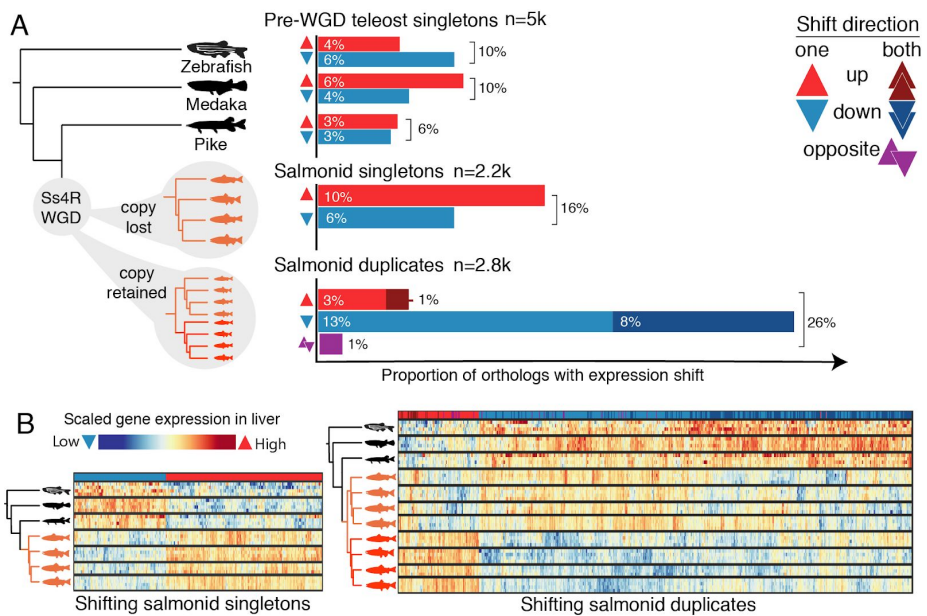 A
Pre-WGD teleost singletons n=5k
Shift direction
one
both
up
down
opposite
Zebrafish
Medaka
Pike
4%
6%
10%
6%
4%
10%
3%
3%
6%
Salmonid singletons n=2.2k
10%
6%
16%
Ss4R
WGD
copy
lost
copy
retained
Salmonid duplicates n=2.8k
3%
1%
13%
8%
1%
26%
Proportion of orthologs with expression shift
B
Scaled gene expression in liver
Low
High
Shifting salmonid singletons
Shifting salmonid duplicates